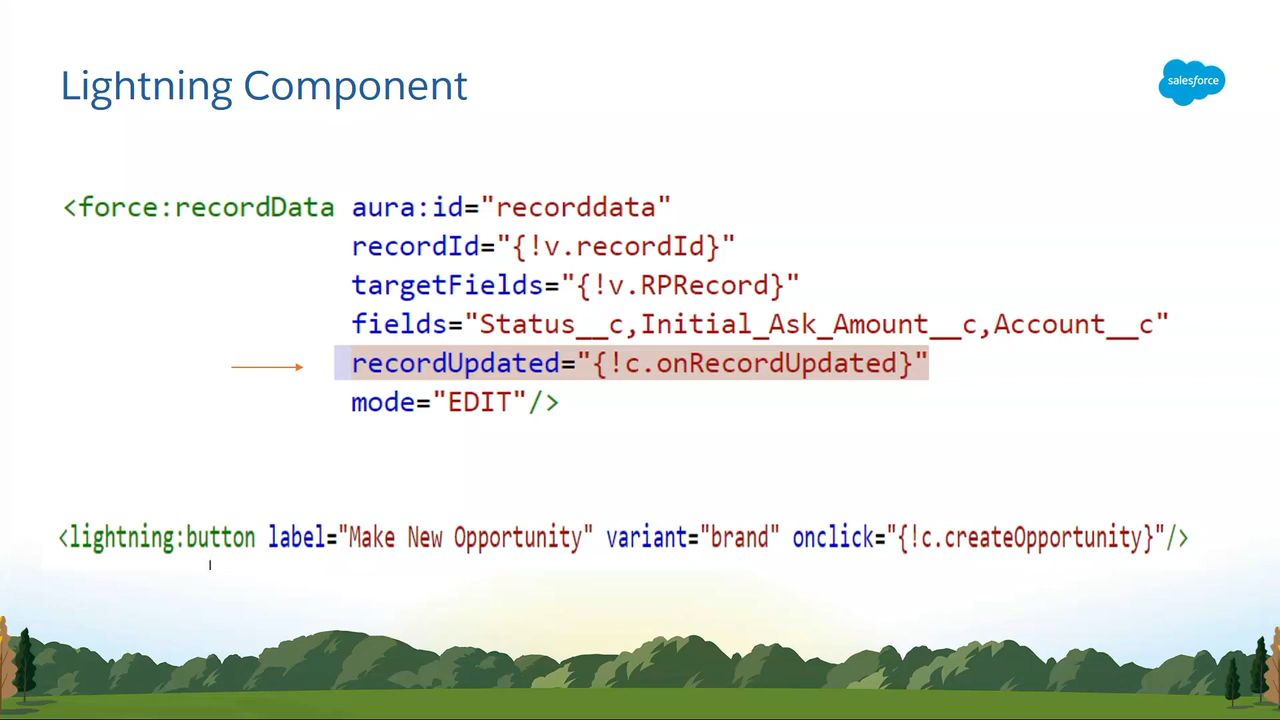 Lightning Component
salesforce
<force:recordData aura:id="recorddata"
recordId="{!v.recordId}"
targetFields="{!v.RPRecord}"
fields="Status__c,Initial_Ask_Amount__c,Account__c"
recordUpdated="{!c.onRecordUpdated}"
mode="EDIT"/>
<lightning:button label="Make New Opportunity" variant="brand" onclick="{!c.createOpportunity}"/>